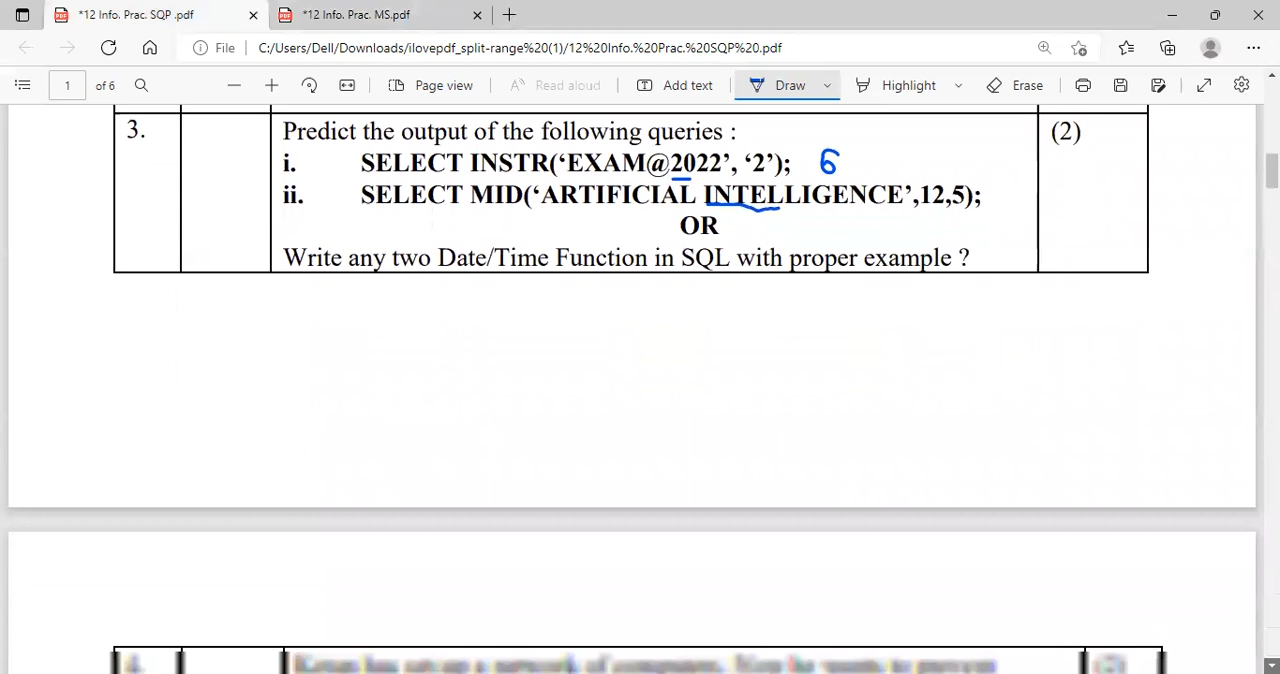 *12 Info. Prac. SQP .pdf
*12 Info. Prac. MS.pdf
File C:/Users/Dell/Downloads/ilovepdf_split-range%20(1)/12%20Info.%20Prac.%20SQP%20.pdf
1 of 6 Page view Read aloud Add text Draw Highlight Erase
3. Predict the output of the following queries : (2)
i. SELECT INSTR(‘EXAM@2022’, ‘2’); 6
ii. SELECT MID(‘ARTIFICIAL INTELLIGENCE’,12,5);
OR
Write any two Date/Time Function in SQL with proper example ?